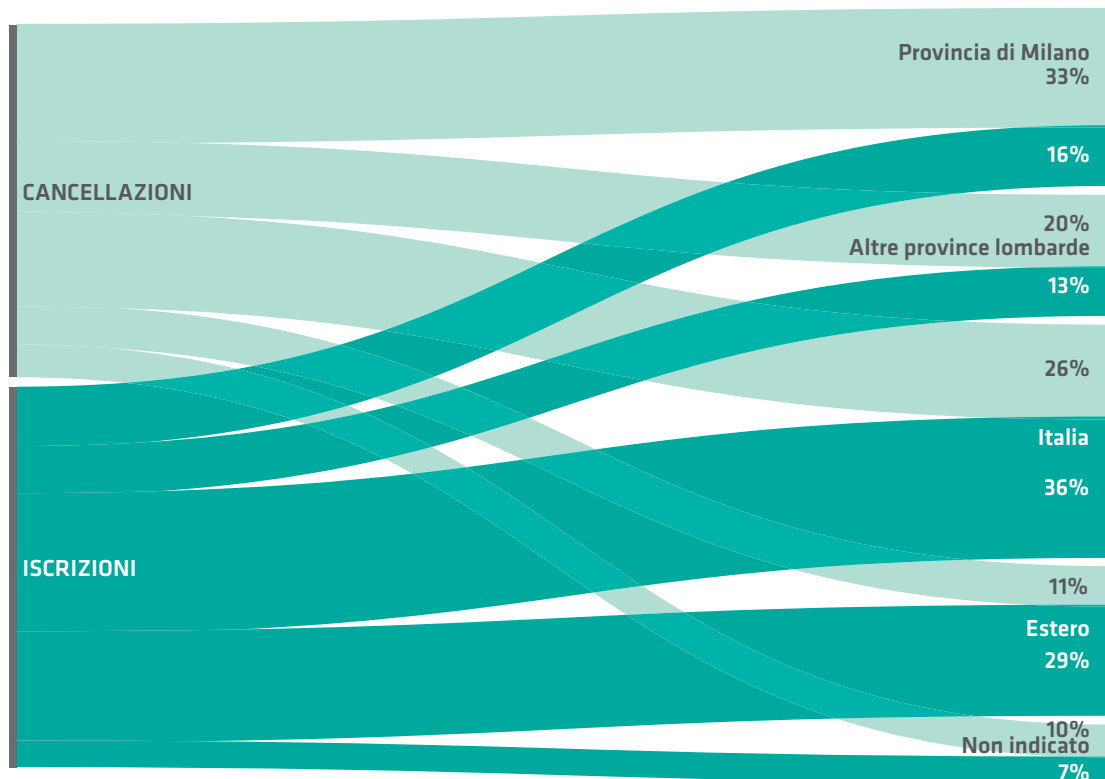 Provincia di Milano
33%
16%
CANCELLAZIONI
20%
Altre province lombarde
13%
26%
Italia
36%
ISCRIZIONI
11%
Estero
29%
10%
Non indicato
7%